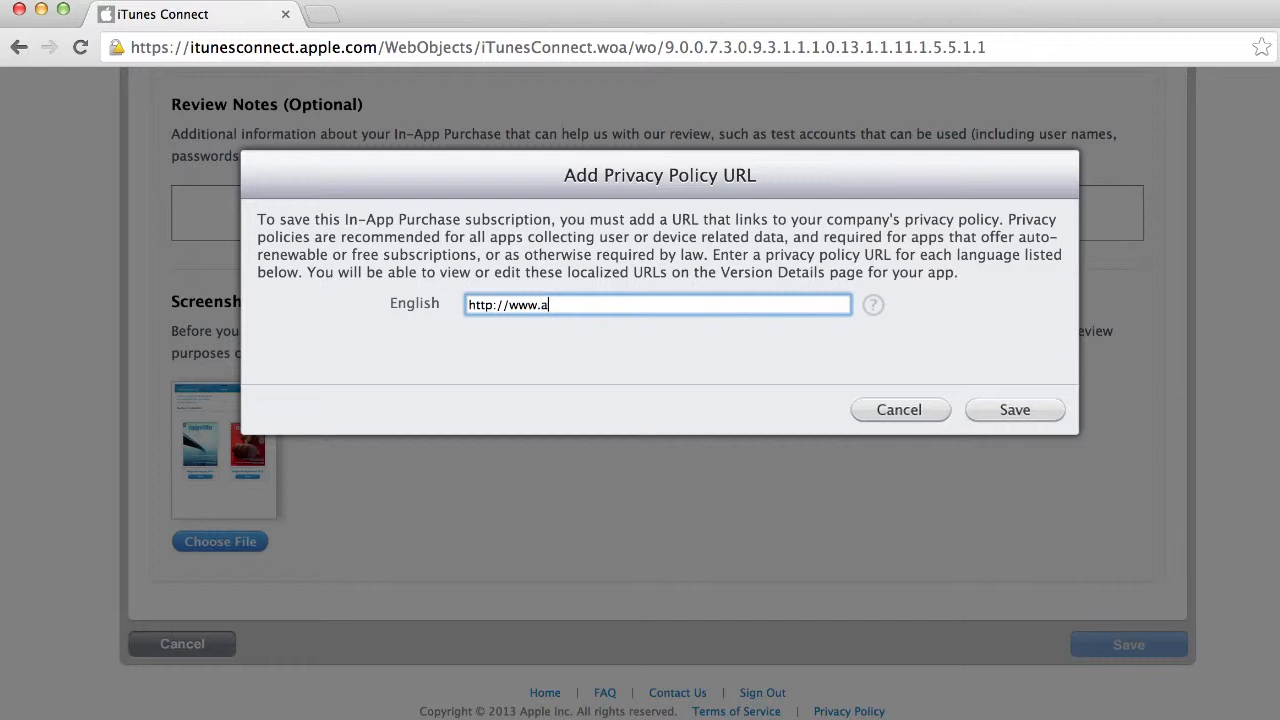 iTunes Connect
https://itunesconnect.apple.com/WebObjects/iTunesConnect.woa/wo/9.0.0.7.3.0.9.3.1.1.1.0.13.1.1.11.1.5.5.1.1
Review Notes (Optional)
Additional information about your In-App Purchase that can help us with our review, such as test accounts that can be used (including user names,
passwords
Add Privacy Policy URL
To save this In-App Purchase subscription, you must add a URL that links to your company's privacy policy. Privacy
policies are recommended for all apps collecting user or device related data, and required for apps that offer auto-
renewable or free subscriptions, or as otherwise required by law. Enter a privacy policy URL for each language listed
below. You will be able to view or edit these localized URLs on the Version Details page for your app.
English http://www.a ?
Screensh
Before you eview
purposes o
Cancel Save
Choose File
Cancel Save
Home | FAQ | Contact Us | Sign Out
Copyright © 2013 Apple Inc. All rights reserved. Terms of Service | Privacy Policy